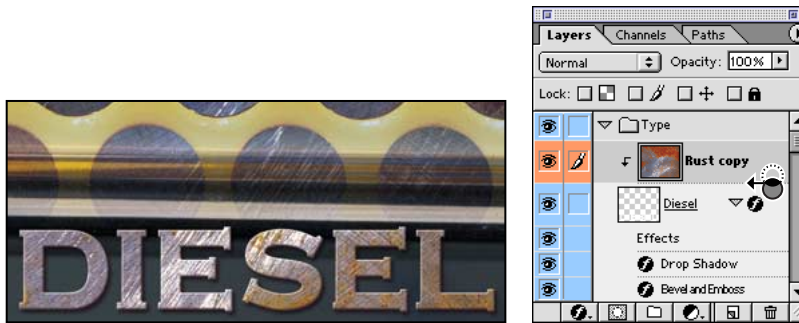 DIESEL
Layers Channels Paths
Normal Opacity: 100%
Lock:
Type
Rust copy
Diesel
Effects
Drop Shadow
Bevel and Emboss